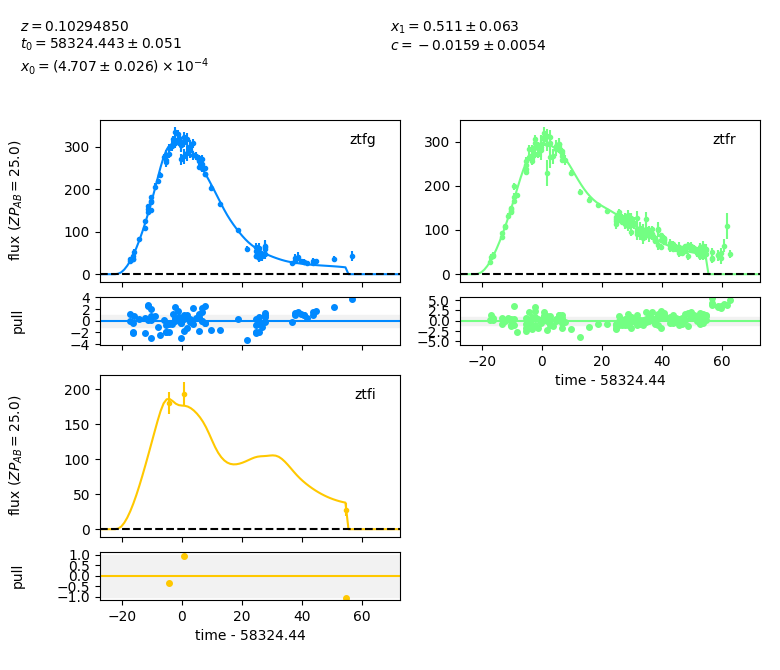 z = 0.10294850
t₀ = 58324.443 ± 0.051
x₀ = (4.707 ± 0.026) × 10⁻⁴
x₁ = 0.511 ± 0.063
c = −0.0159 ± 0.0054
flux (ZP_AB = 25.0)
ztfg
300
200
100
0
pull
4
2
0
−2
−4
ztfr
300
200
100
0
5.0
2.5
0.0
−2.5
−5.0
−20 0 20 40 60
time - 58324.44
flux (ZP_AB = 25.0)
ztfi
200
150
100
50
0
pull
1.0
0.5
0.0
−0.5
−1.0
−20 0 20 40 60
time - 58324.44